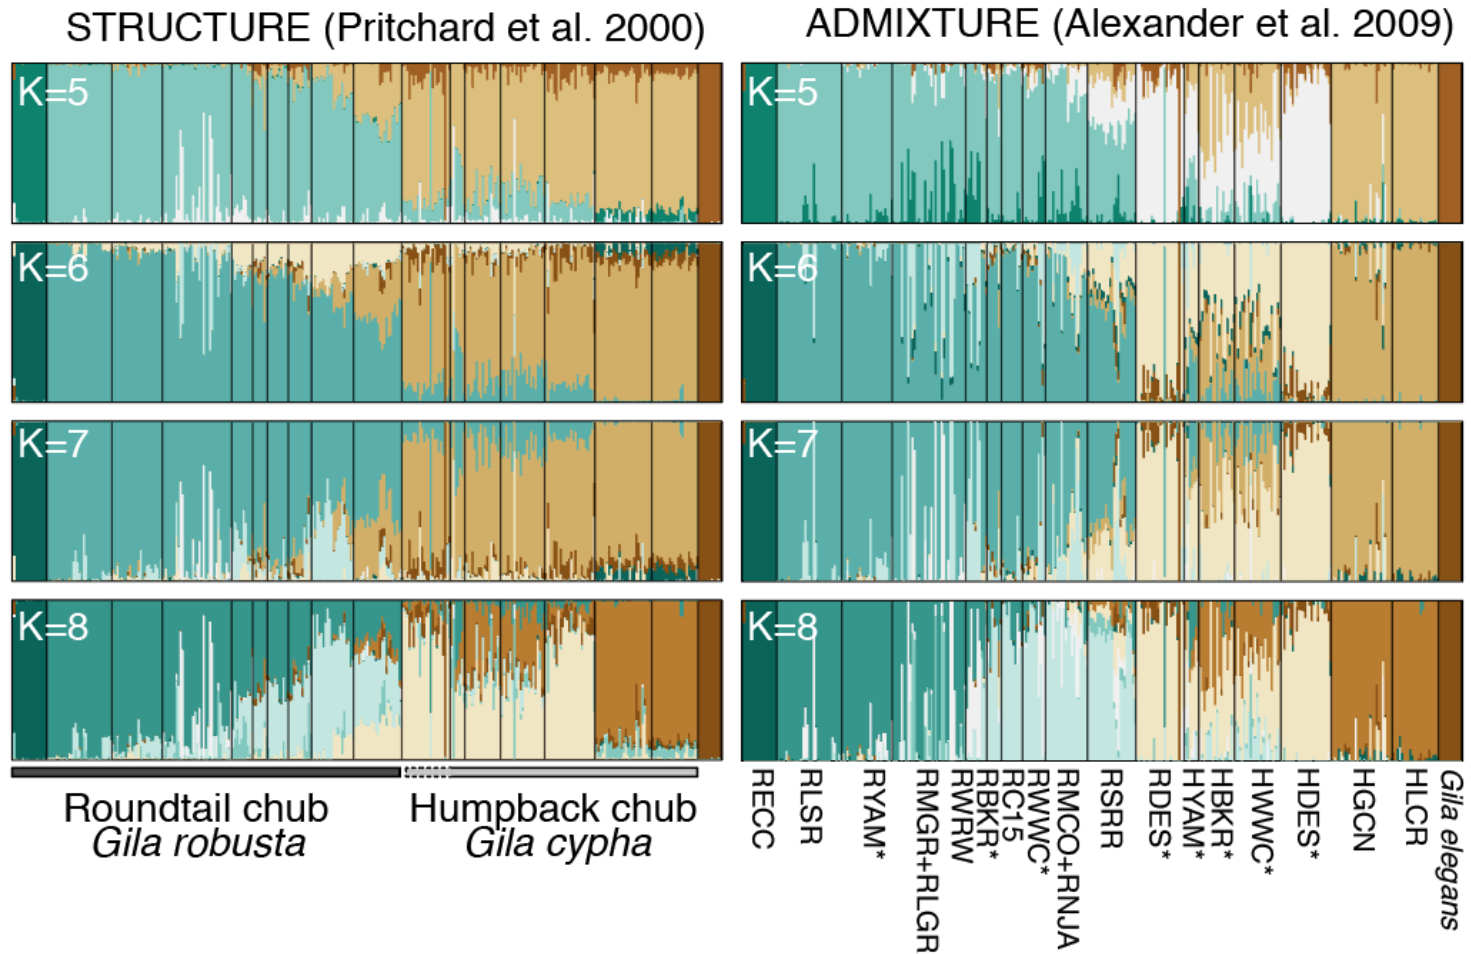 STRUCTURE (Pritchard et al. 2000)
ADMIXTURE (Alexander et al. 2009)
K=5
K=5
K=6
K=6
K=7
K=7
K=8
K=8
Roundtail chub
Gila robusta
Humpback chub
Gila cypha
RECC
RLSR
RYAM*
RMGR+RLGR
RWRW
RBKR*
RC15
RWWC*
RMCO+RNJA
RSRR
RDES*
HYAM*
HBKR*
HWWC*
HDES*
HGCN
HLCR
Gila elegans